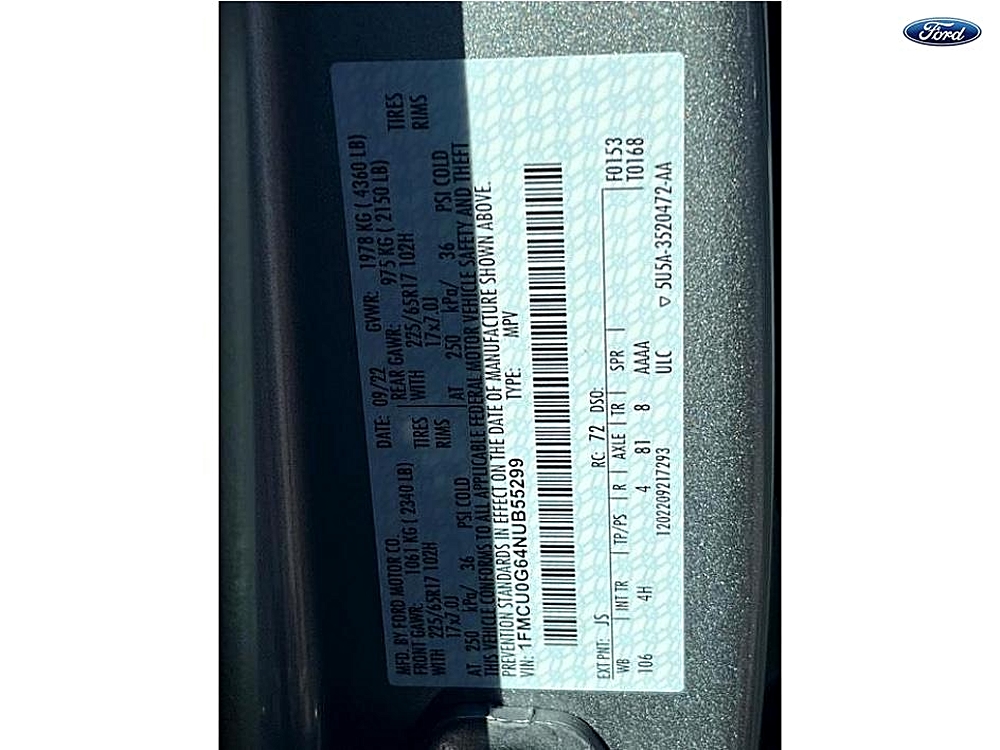 Ford
MFD. BY FORD MOTOR CO. DATE: 09/22 GVWR: 1978 KG ( 4360 LB)
FRONT GAWR: 1061 KG ( 2340 LB) REAR GAWR: 975 KG ( 2150 LB)
WITH 225/65R17 102H TIRES WITH 225/65R17 102H TIRES
17x7.0J RIMS 17x7.0J RIMS
AT 250 kPa/ 36 PSI COLD AT 250 kPa/ 36 PSI COLD
THIS VEHICLE CONFORMS TO ALL APPLICABLE FEDERAL MOTOR VEHICLE SAFETY AND THEFT
PREVENTION STANDARDS IN EFFECT ON THE DATE OF MANUFACTURE SHOWN ABOVE.
VIN: 1FMCU0G64NUB55299 TYPE: MPV
EXT PNT: JS RC: 72 DSO: F0153
WB INT TR TP/PS R AXLE TR SPR T0168
106 4H 4 81 8 AAAA
1202209217293 ULC ▽ 5U5A-3520472-AA